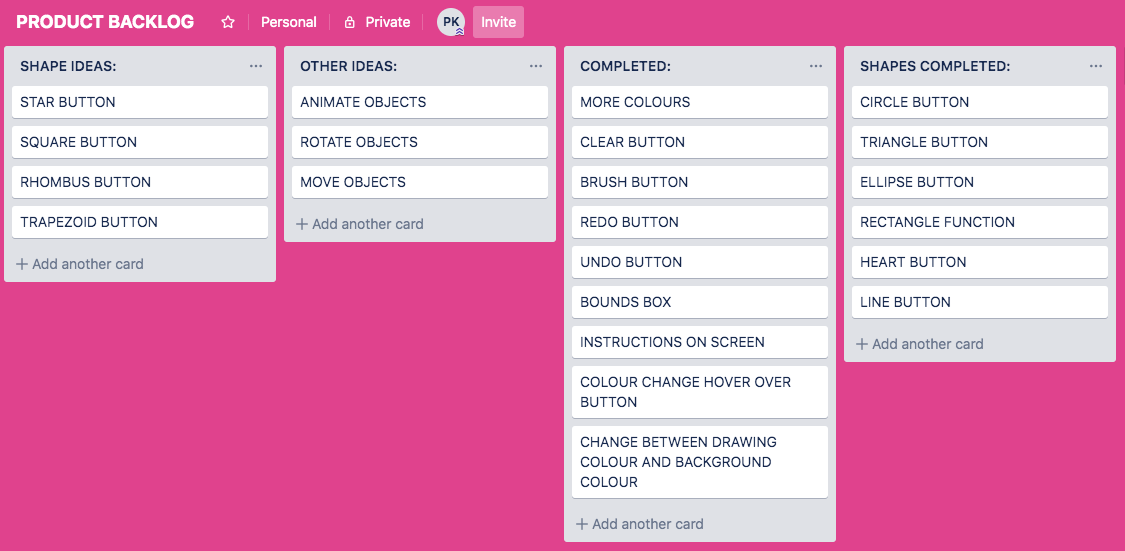 PRODUCT BACKLOG
Personal
Private
PK
Invite
SHAPE IDEAS:
STAR BUTTON
SQUARE BUTTON
RHOMBUS BUTTON
TRAPEZOID BUTTON
+ Add another card
OTHER IDEAS:
ANIMATE OBJECTS
ROTATE OBJECTS
MOVE OBJECTS
+ Add another card
COMPLETED:
MORE COLOURS
CLEAR BUTTON
BRUSH BUTTON
REDO BUTTON
UNDO BUTTON
BOUNDS BOX
INSTRUCTIONS ON SCREEN
COLOUR CHANGE HOVER OVER
BUTTON
CHANGE BETWEEN DRAWING
COLOUR AND BACKGROUND
COLOUR
+ Add another card
SHAPES COMPLETED:
CIRCLE BUTTON
TRIANGLE BUTTON
ELLIPSE BUTTON
RECTANGLE FUNCTION
HEART BUTTON
LINE BUTTON
+ Add another card